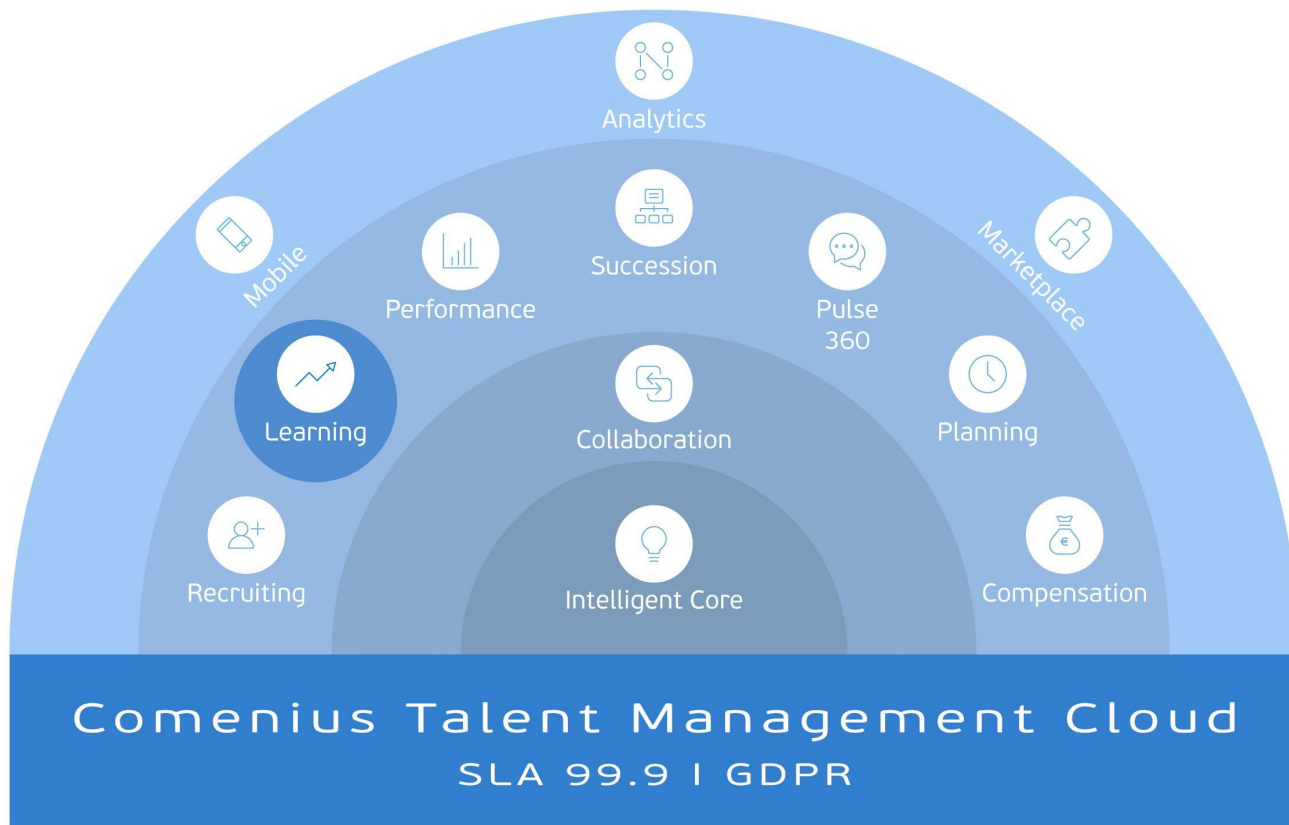 Analytics
Mobile
Marketplace
Succession
Performance
Pulse
360
Learning
Collaboration
Planning
Recruiting
Intelligent Core
Compensation
€
Comenius Talent Management Cloud
SLA 99.9 I GDPR